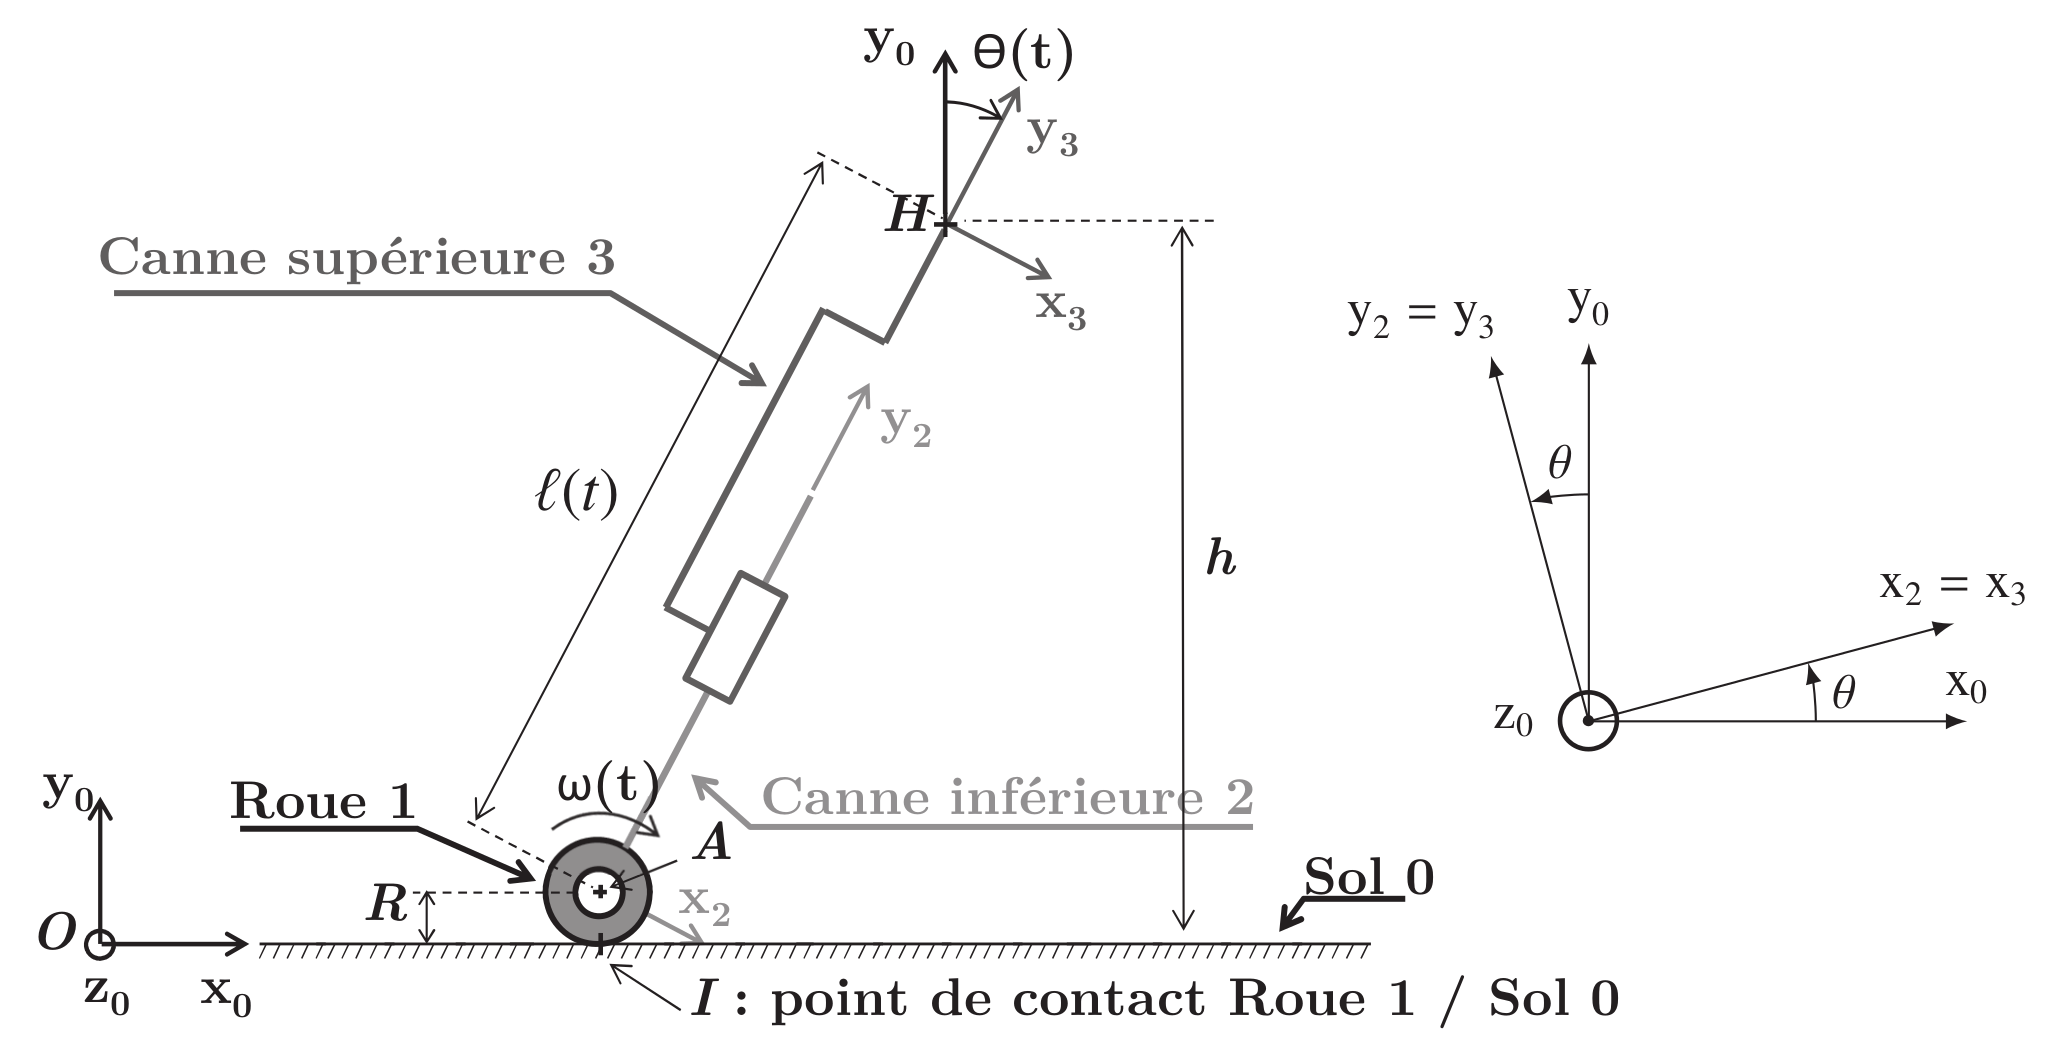 y₀ Θ(t)
y₃
H
Canne supérieure 3
x₃
y₂ = y₃ y₀
y₂
θ
ℓ(t)
h
x₂ = x₃
θ x₀
z₀
y₀ Roue 1 ω(t) Canne inférieure 2
A
R x₂ Sol 0
O
z₀ x₀
I : point de contact Roue 1 / Sol 0